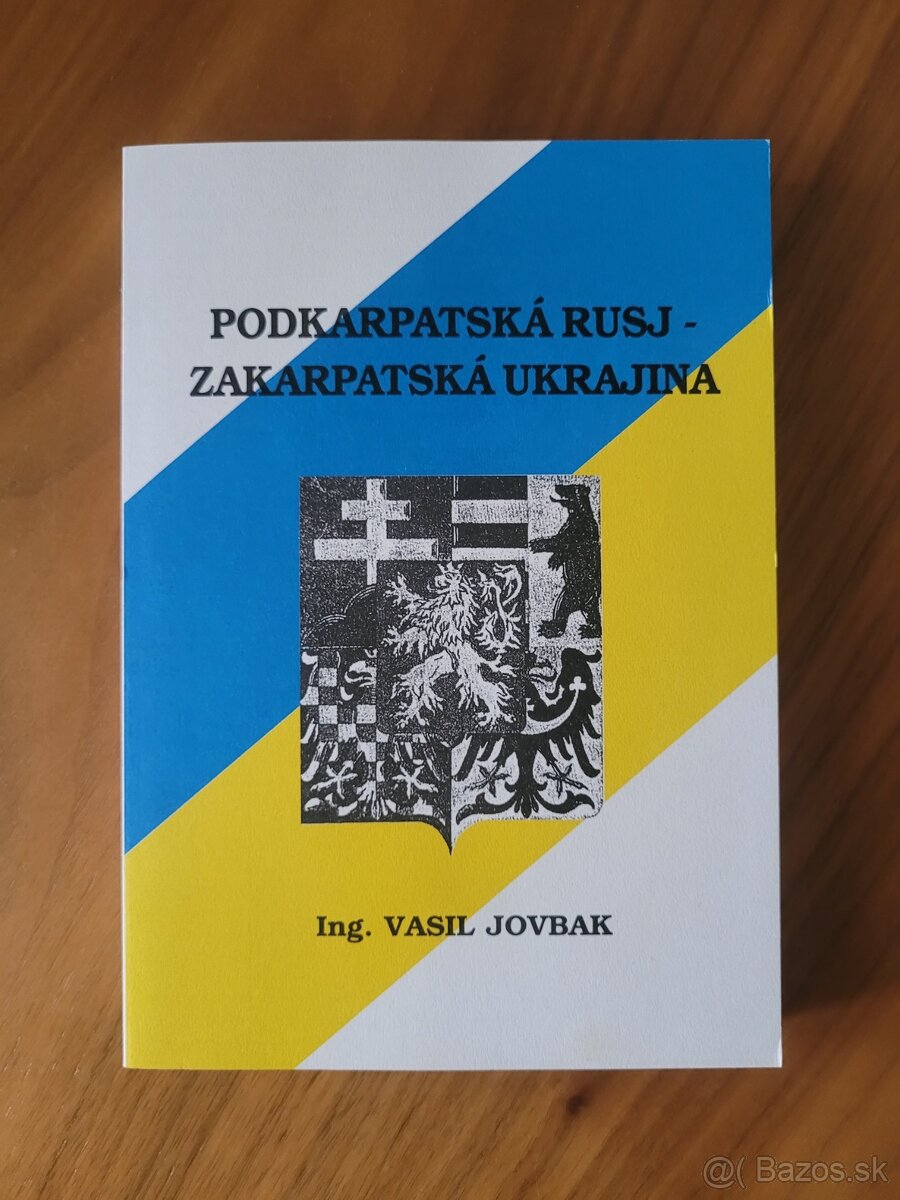 PODKARPATSKÁ RUSJ -
ZAKARPATSKÁ UKRAJINA
Ing. VASIL JOVBAK
@( Bazos.sk